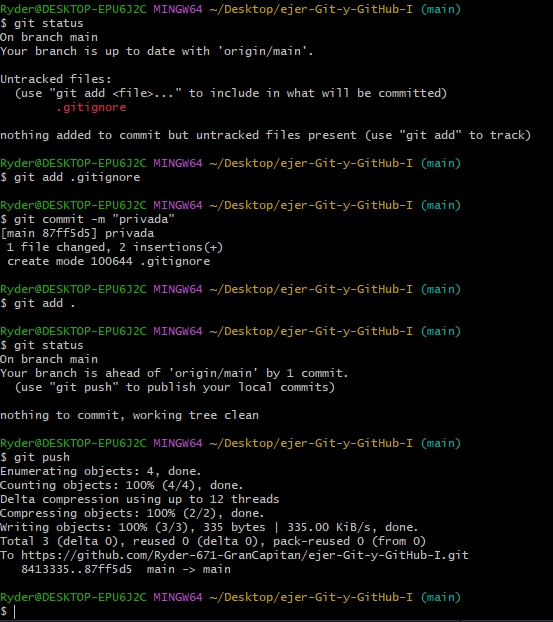 Ryder@DESKTOP-EPU6J2C MINGW64 ~/Desktop/ejer-Git-y-GitHub-I (main)
$ git status
On branch main
Your branch is up to date with 'origin/main'.

Untracked files:
  (use "git add <file>..." to include in what will be committed)
        .gitignore

nothing added to commit but untracked files present (use "git add" to track)

Ryder@DESKTOP-EPU6J2C MINGW64 ~/Desktop/ejer-Git-y-GitHub-I (main)
$ git add .gitignore

Ryder@DESKTOP-EPU6J2C MINGW64 ~/Desktop/ejer-Git-y-GitHub-I (main)
$ git commit -m "privada"
[main 87ff5d5] privada
 1 file changed, 2 insertions(+)
 create mode 100644 .gitignore

Ryder@DESKTOP-EPU6J2C MINGW64 ~/Desktop/ejer-Git-y-GitHub-I (main)
$ git add .

Ryder@DESKTOP-EPU6J2C MINGW64 ~/Desktop/ejer-Git-y-GitHub-I (main)
$ git status
On branch main
Your branch is ahead of 'origin/main' by 1 commit.
  (use "git push" to publish your local commits)

nothing to commit, working tree clean

Ryder@DESKTOP-EPU6J2C MINGW64 ~/Desktop/ejer-Git-y-GitHub-I (main)
$ git push
Enumerating objects: 4, done.
Counting objects: 100% (4/4), done.
Delta compression using up to 12 threads
Compressing objects: 100% (2/2), done.
Writing objects: 100% (3/3), 335 bytes | 335.00 KiB/s, done.
Total 3 (delta 0), reused 0 (delta 0), pack-reused 0 (from 0)
To https://github.com/Ryder-671-GranCapitan/ejer-Git-y-GitHub-I.git
   8413335..87ff5d5  main -> main

Ryder@DESKTOP-EPU6J2C MINGW64 ~/Desktop/ejer-Git-y-GitHub-I (main)
$